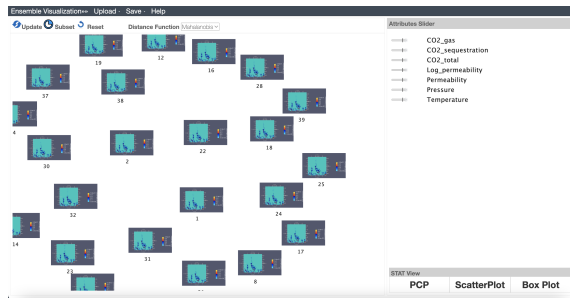 Ensemble Visualization Upload Save Help
Update Subset Reset Distance Function Mahalanobis
Attributes Slider
CO2_gas
CO2_sequestration
CO2_total
Log_permeability
Permeability
Pressure
Temperature
19
12
16
28
37
38
39
4
22
18
30
2
25
32
1
24
14
17
31
23
8
STAT View
PCP ScatterPlot Box Plot